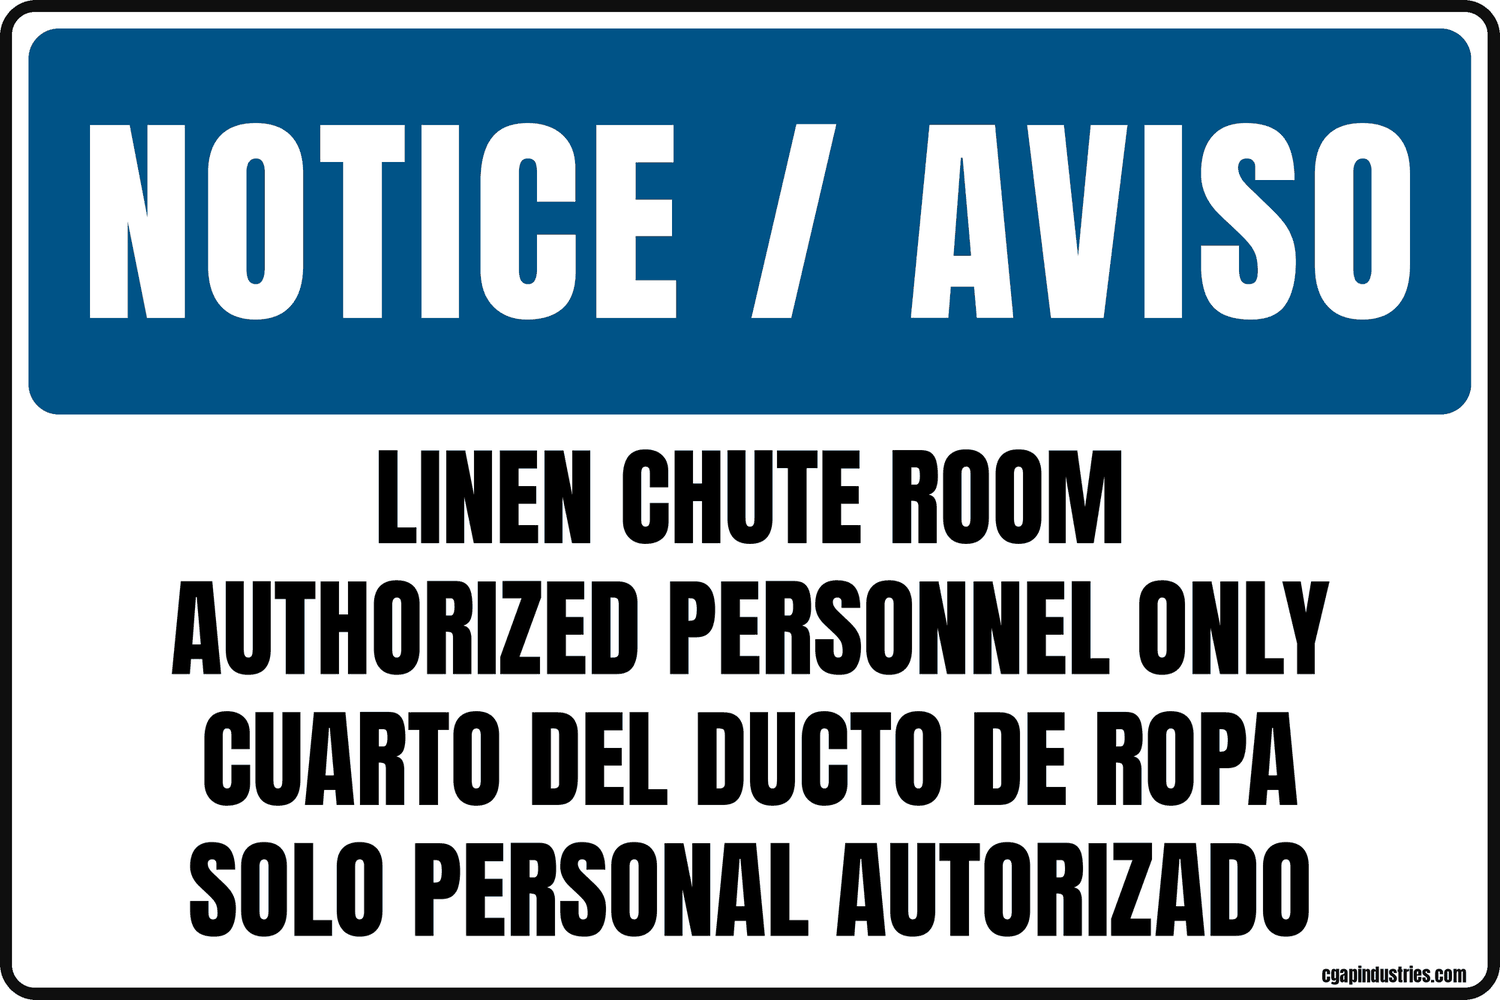 NOTICE / AVISO
LINEN CHUTE ROOM
AUTHORIZED PERSONNEL ONLY
CUARTO DEL DUCTO DE ROPA
SOLO PERSONAL AUTORIZADO
cgapindustries.com